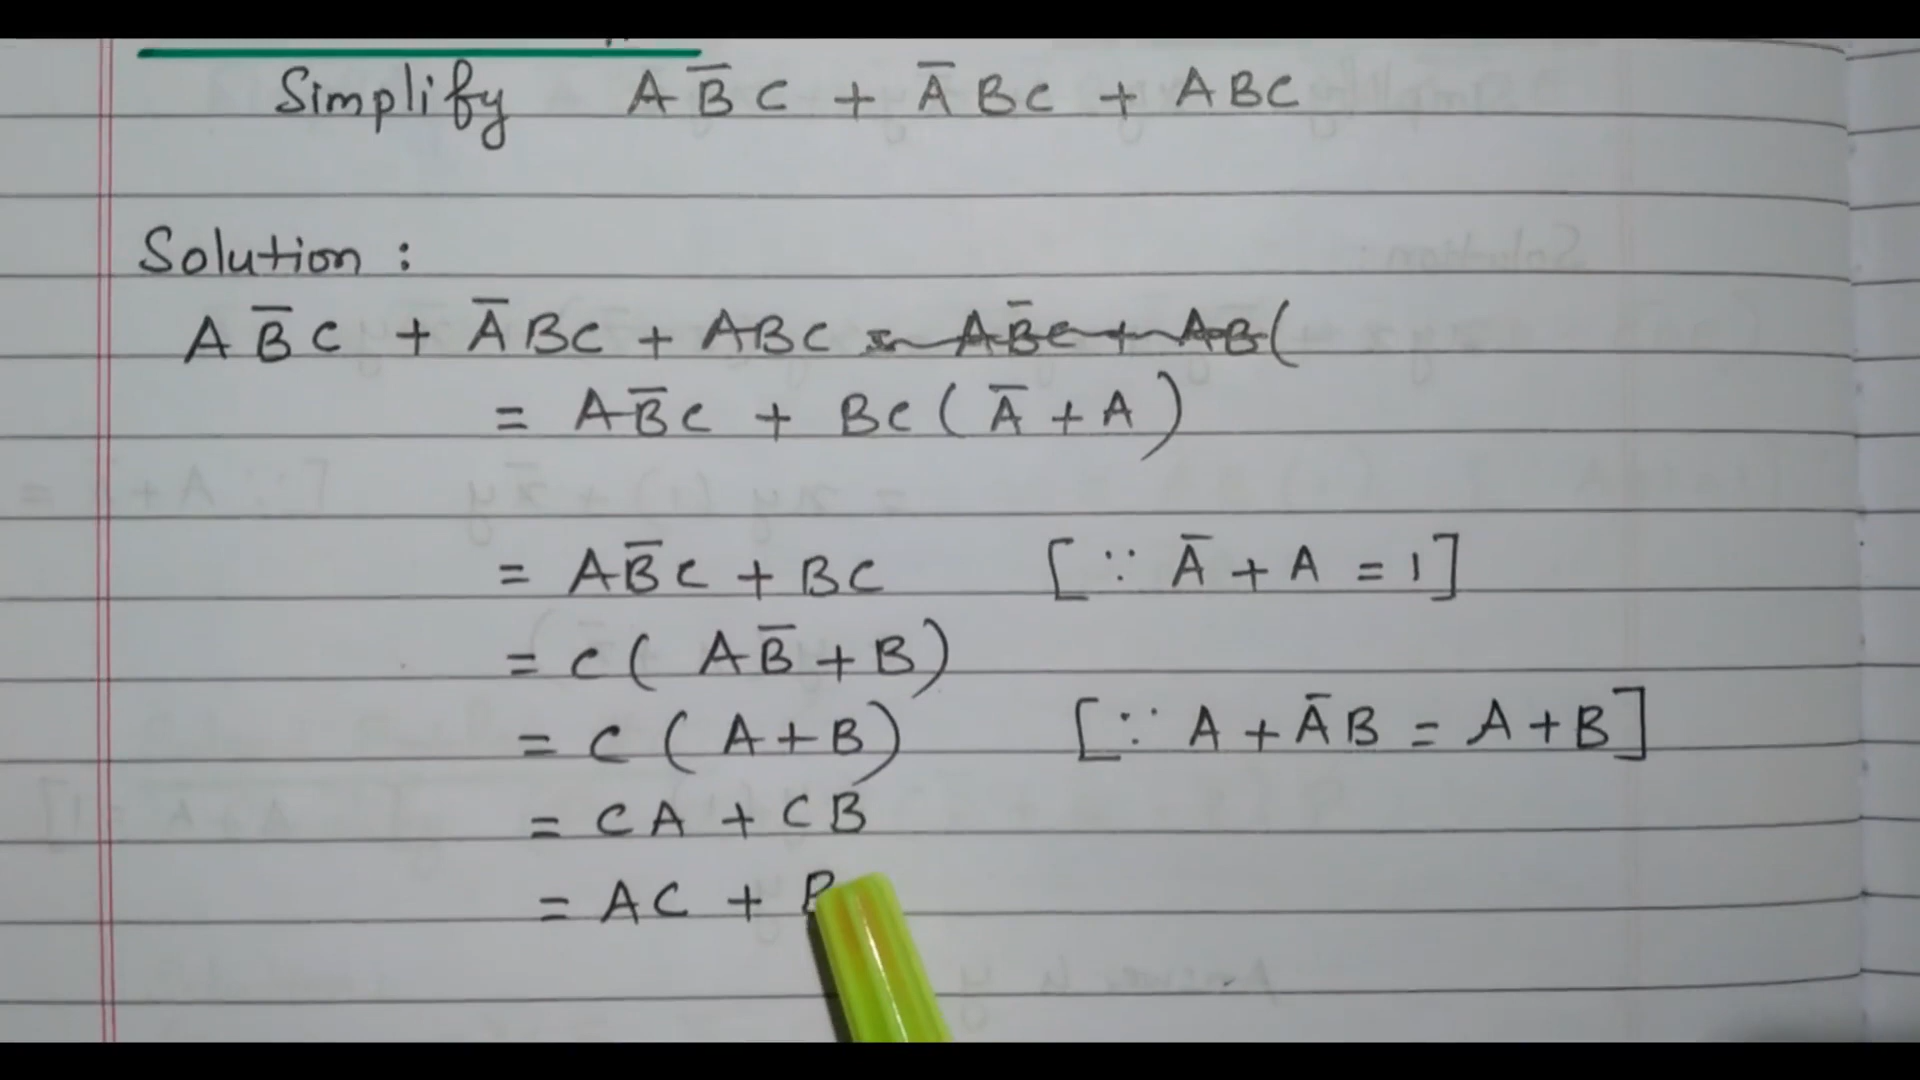 Simplify A B̅ C + A̅ B C + A B C
Solution :
A B̅ C + A̅ B C + A B C = A B̅ C + A B (
= A B̅ C + B C ( A̅ + A )
= A B̅ C + B C [ ∵ A̅ + A = 1 ]
= C ( A B̅ + B )
= C ( A + B ) [ ∵ A + A̅ B = A + B ]
= C A + C B
= A C + B